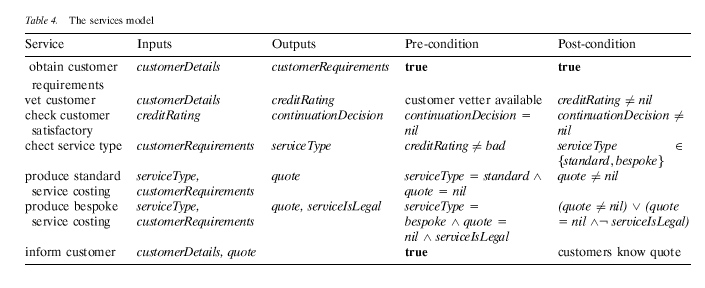 Table 4. The services model
Service Inputs Outputs Pre-condition Post-condition
obtain customer customerDetails customerRequirements true true
requirements
vet customer customerDetails creditRating customer vetter available creditRating ≠ nil
check customer creditRating continuationDecision continuationDecision = continuationDecision ≠
satisfactory nil nil
chect service type customerRequirements serviceType creditRating ≠ bad serviceType ∈
{standard, bespoke}
produce standard serviceType, quote serviceType = standard ∧ quote ≠ nil
service costing customerRequirements quote = nil
produce bespoke serviceType, quote, serviceIsLegal serviceType = (quote ≠ nil) ∨ (quote
service costing customerRequirements bespoke ∧ quote = = nil ∧¬ serviceIsLegal)
nil ∧ serviceIsLegal
inform customer customerDetails, quote true customers know quote